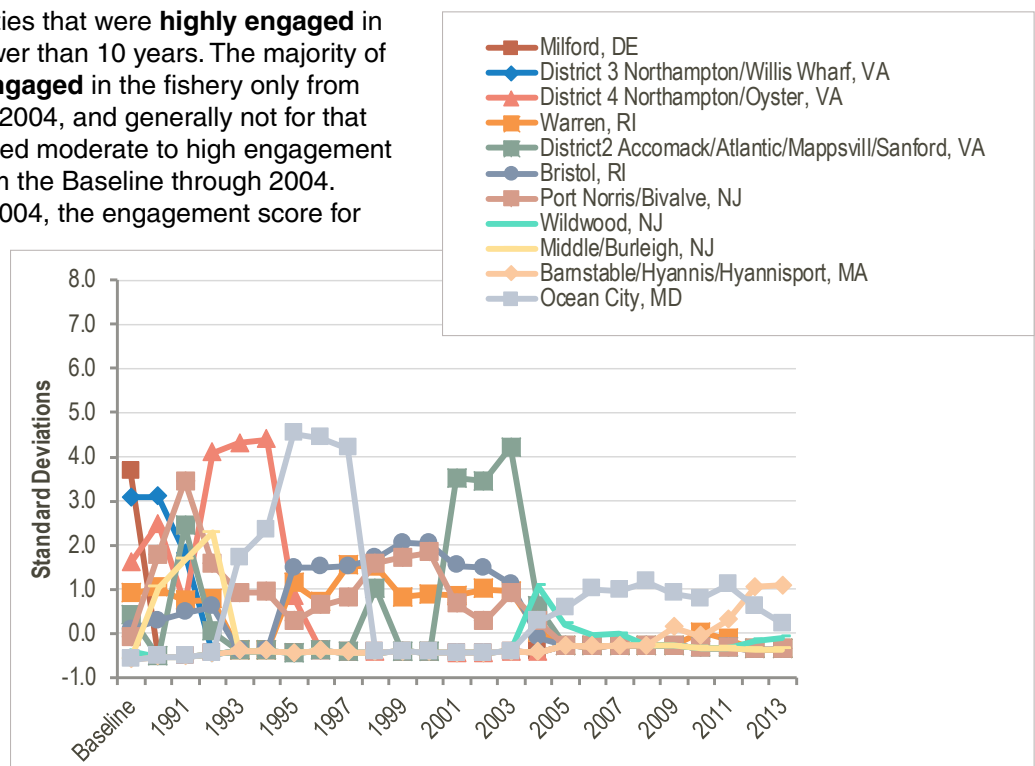 ties that were highly engaged in
wer than 10 years. The majority of
ngaged in the fishery only from
2004, and generally not for that
ed moderate to high engagement
m the Baseline through 2004.
004, the engagement score for
Milford, DE
District 3 Northampton/Willis Wharf, VA
District 4 Northampton/Oyster, VA
Warren, RI
District2 Accomack/Atlantic/Mappsvill/Sanford, VA
Bristol, RI
Port Norris/Bivalve, NJ
Wildwood, NJ
Middle/Burleigh, NJ
Barnstable/Hyannis/Hyannisport, MA
Ocean City, MD
Standard Deviations
8.0
7.0
6.0
5.0
4.0
3.0
2.0
1.0
0.0
-1.0
Baseline
1991
1993
1995
1997
1999
2001
2003
2005
2007
2009
2011
2013